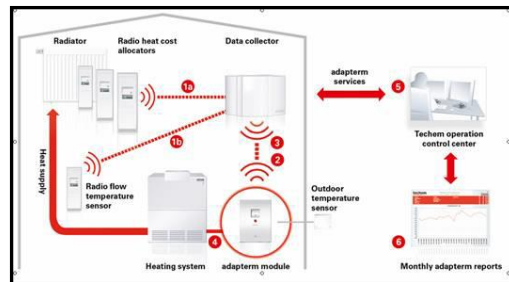 Radiator
Radio heat cost
allocators
Data collector
1a
adapterm
services
5
1b
3
2
Techem operation
control center
Heat supply
Radio flow
temperature
sensor
Outdoor
temperature
sensor
4
6
Heating system
adapterm module
Monthly adapterm reports